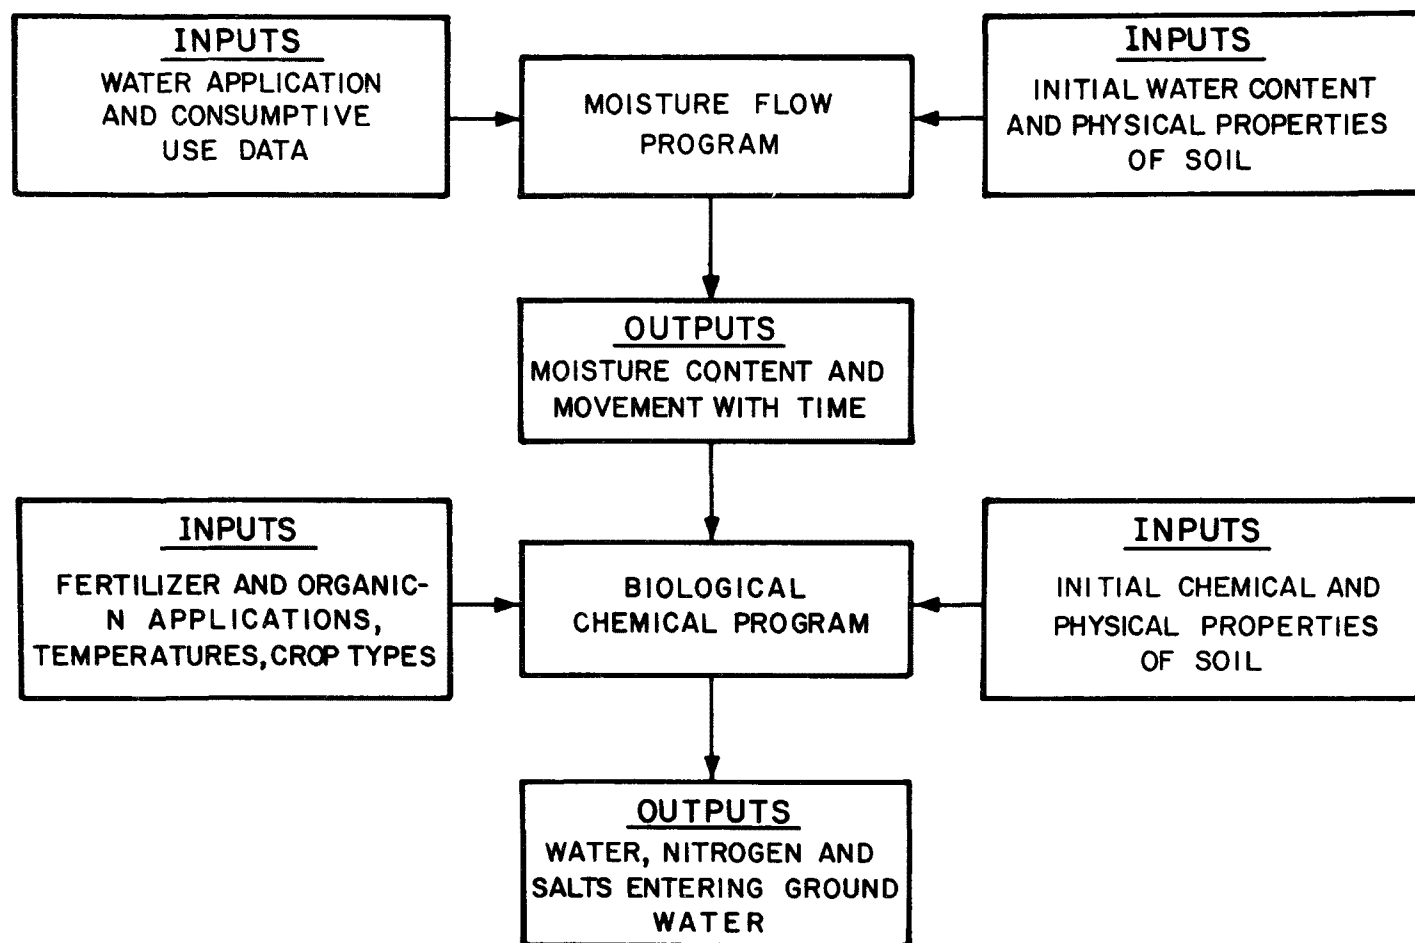 INPUTS
WATER APPLICATION
AND CONSUMPTIVE
USE DATA
MOISTURE FLOW
PROGRAM
INPUTS
INITIAL WATER CONTENT
AND PHYSICAL PROPERTIES
OF SOIL
OUTPUTS
MOISTURE CONTENT AND
MOVEMENT WITH TIME
INPUTS
FERTILIZER AND ORGANIC-
N APPLICATIONS,
TEMPERATURES, CROP TYPES
BIOLOGICAL
CHEMICAL PROGRAM
INPUTS
INITIAL CHEMICAL AND
PHYSICAL PROPERTIES
OF SOIL
OUTPUTS
WATER, NITROGEN AND
SALTS ENTERING GROUND
WATER